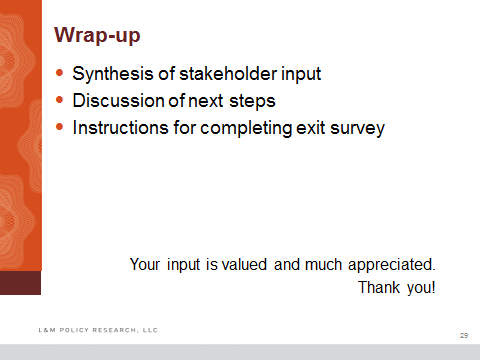 Wrap-up
• Synthesis of stakeholder input
• Discussion of next steps
• Instructions for completing exit survey
Your input is valued and much appreciated.
Thank you!
L&M POLICY RESEARCH, LLC
29